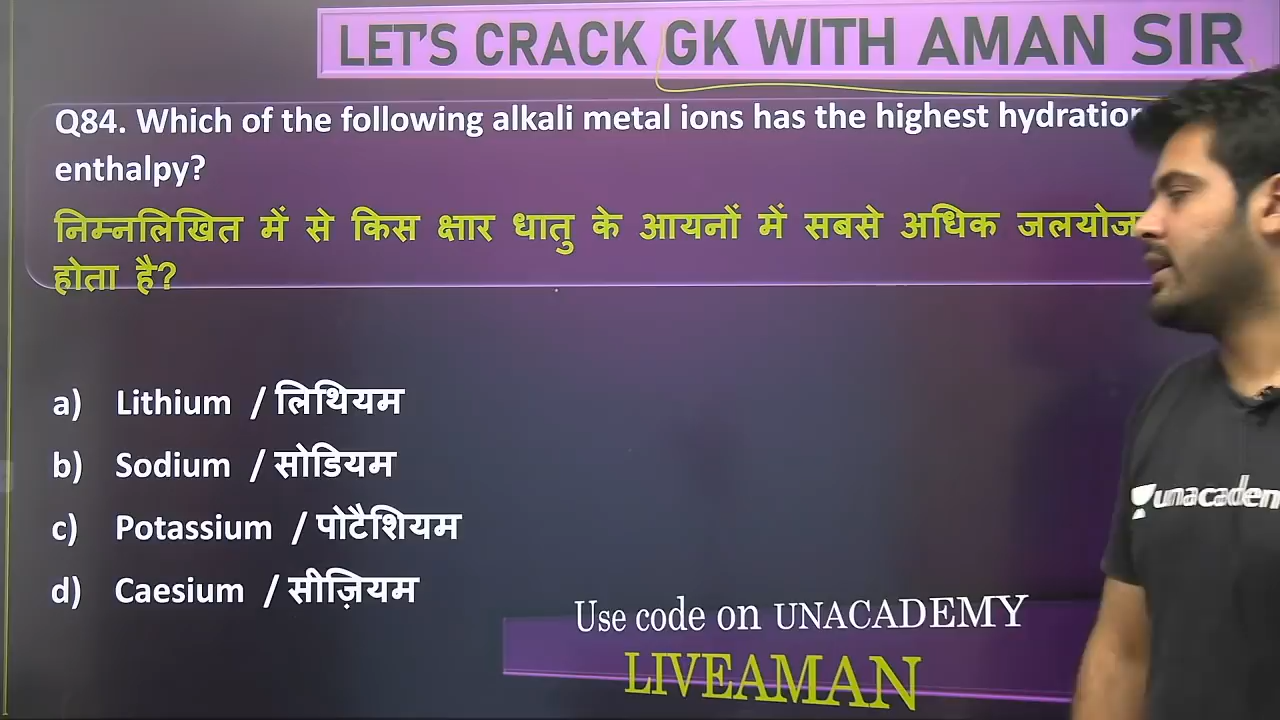 LET'S CRACK GK WITH AMAN SIR
Q84. Which of the following alkali metal ions has the highest
enthalpy?
निम्नलिखित में से किस क्षार धातु के आयनों में सबसे अधिक
होता है?
a) Lithium / लिथियम
b) Sodium / सोडियम
c) Potassium / पोटैशियम
d) Caesium / सीज़ियम
Use code on UNACADEMY
LIVEAMAN